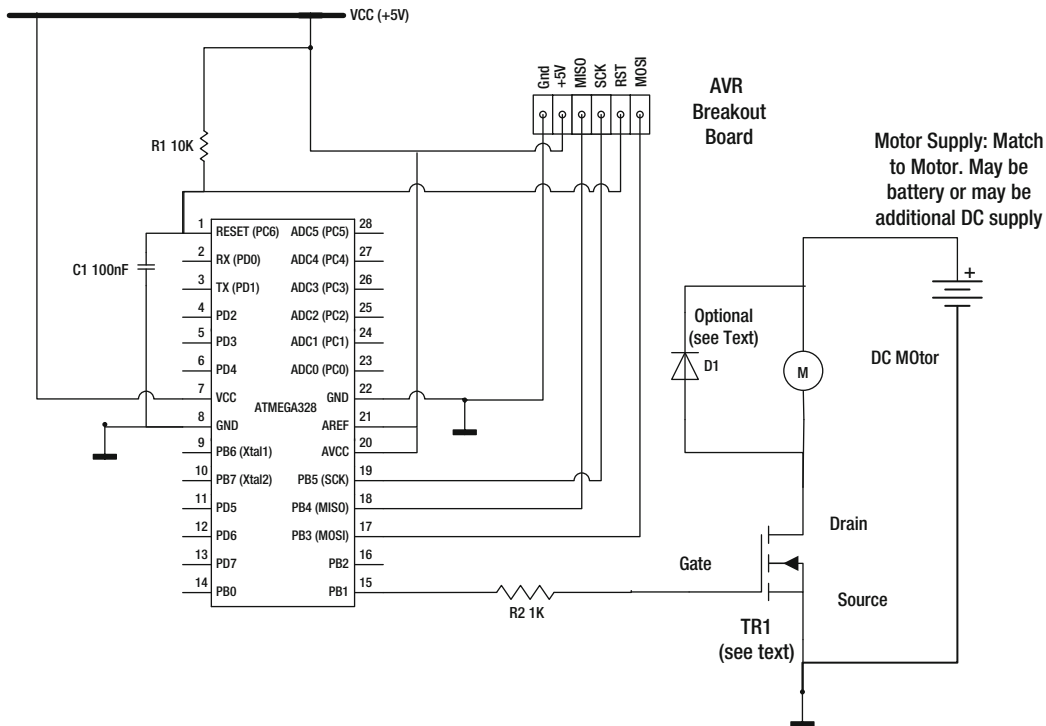 VCC (+5V)
Gnd
+5V
MISO
SCK
RST
MOSI
AVR
Breakout
Board
R1 10K
Motor Supply: Match
to Motor. May be
battery or may be
additional DC supply
C1 100nF
1 RESET (PC6) ADC5 (PC5) 28
2 RX (PD0) ADC4 (PC4) 27
3 TX (PD1) ADC3 (PC3) 26
4 PD2 ADC2 (PC2) 25
5 PD3 ADC1 (PC1) 24
6 PD4 ADC0 (PC0) 23
7 VCC GND 22
ATMEGA328
8 GND AREF 21
9 PB6 (Xtal1) AVCC 20
10 PB7 (Xtal2) PB5 (SCK) 19
11 PD5 PB4 (MISO) 18
12 PD6 PB3 (MOSI) 17
13 PD7 PB2 16
14 PB0 PB1 15
+
Optional
(see Text)
D1
M
DC MOtor
Drain
Gate
Source
R2 1K
TR1
(see text)